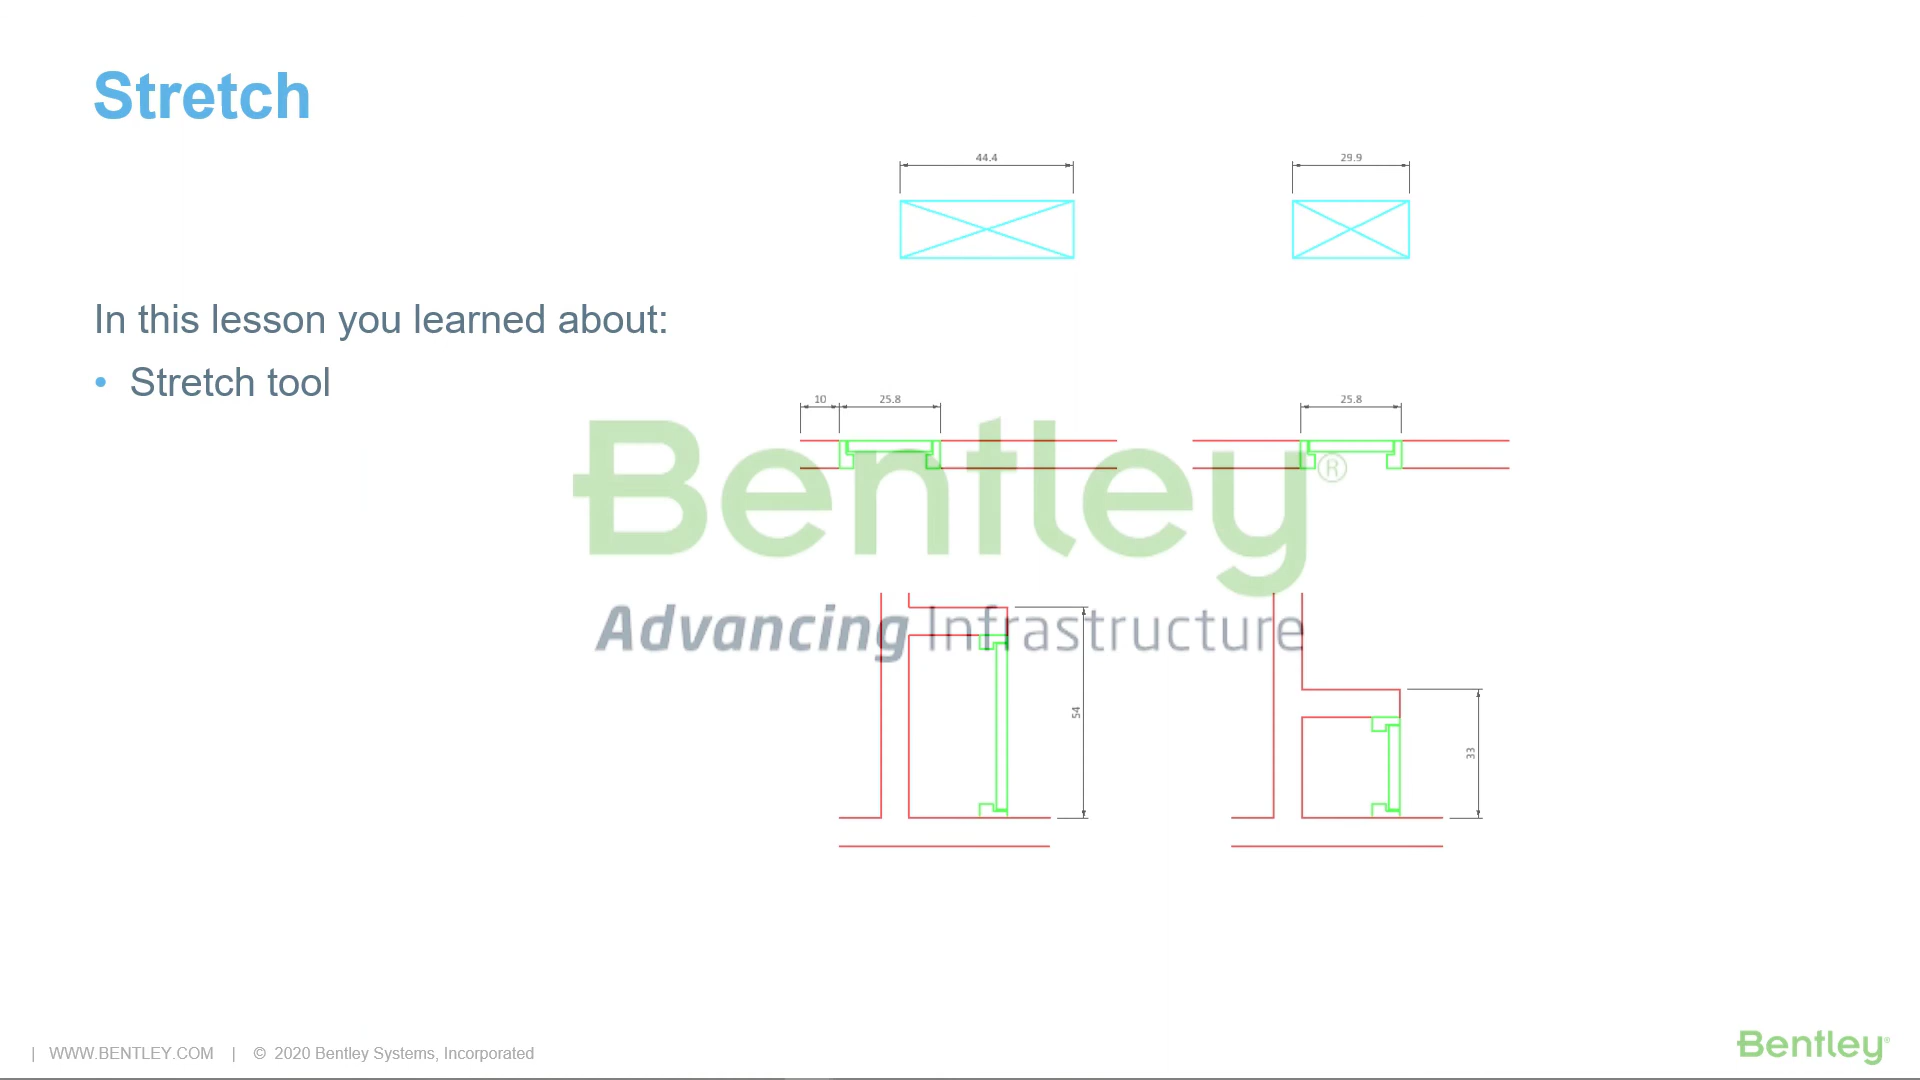 Stretch
44.4
29.9
In this lesson you learned about:
• Stretch tool
10
25.8
25.8
Bentley®
Advancing Infrastructure
54
33
| WWW.BENTLEY.COM | © 2020 Bentley Systems, Incorporated
Bentley®